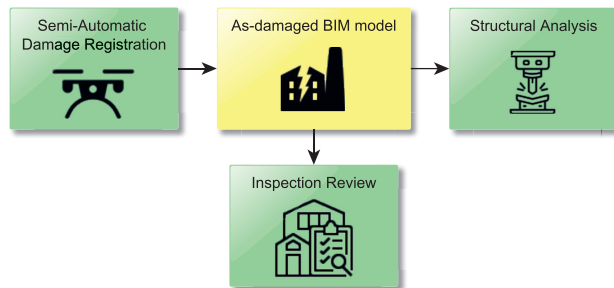 Semi-Automatic
Damage Registration
As-damaged BIM model
Structural Analysis
Inspection Review